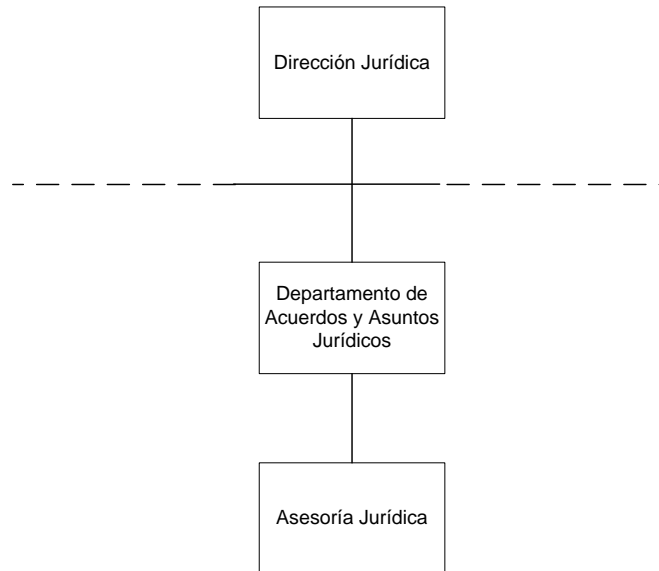 Dirección Jurídica
Departamento de
Acuerdos y Asuntos
Jurídicos
Asesoría Jurídica